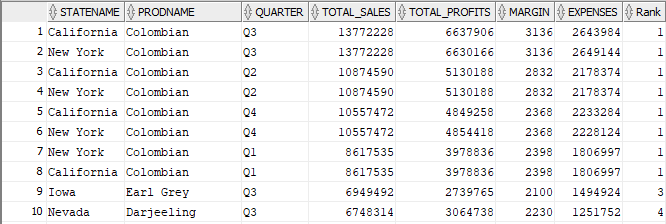 STATENAME PRODNAME QUARTER TOTAL_SALES TOTAL_PROFITS MARGIN EXPENSES Rank
1 California Colombian Q3 13772228 6637906 3136 2643984 1
2 New York Colombian Q3 13772228 6630166 3136 2649144 1
3 California Colombian Q2 10874590 5130188 2832 2178374 1
4 New York Colombian Q2 10874590 5130188 2832 2178374 1
5 California Colombian Q4 10557472 4849258 2368 2233284 1
6 New York Colombian Q4 10557472 4854418 2368 2228124 1
7 New York Colombian Q1 8617535 3978836 2398 1806997 1
8 California Colombian Q1 8617535 3978836 2398 1806997 1
9 Iowa Earl Grey Q3 6949492 2739765 2100 1494924 3
10 Nevada Darjeeling Q3 6748314 3064738 2230 1251752 4